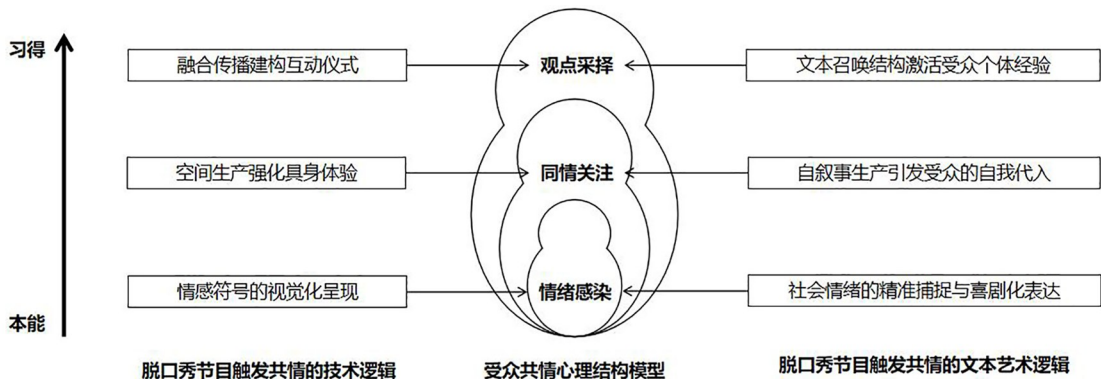 习得
融合传播建构互动仪式
观点采择
文本召唤结构激活受众个体经验
空间生产强化具身体验
同情关注
自叙事生产引发受众的自我代入
情感符号的视觉化呈现
情绪感染
社会情绪的精准捕捉与喜剧化表达
本能
脱口秀节目触发共情的技术逻辑
受众共情心理结构模型
脱口秀节目触发共情的文本艺术逻辑